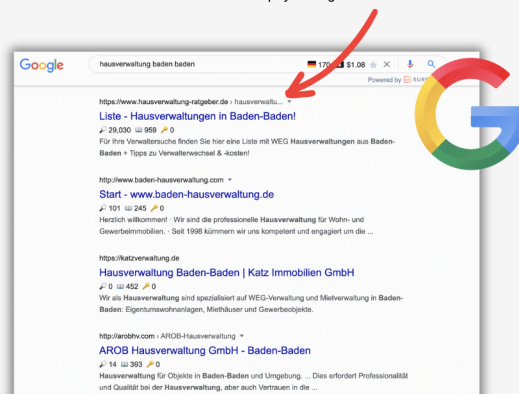 Google
hausverwaltung baden baden
170
$1.08
Powered by
https://www.hausverwaltung-ratgeber.de › hausverwaltu...
Liste - Hausverwaltungen in Baden-Baden!
29,030 959 0
Für Ihre Verwaltersuche finden Sie hier eine Liste mit WEG Hausverwaltungen aus Baden-
Baden + Tipps zu Verwalterwechsel & -kosten!
http://www.baden-hausverwaltung.com
Start - www.baden-hausverwaltung.de
101 245 0
Herzlich willkommen! · Wir sind die professionelle Hausverwaltung für Wohn- und
Gewerbeimmobilien. · Seit 1998 kümmern wir uns kompetent und engagiert um die ...
https://katzverwaltung.de
Hausverwaltung Baden-Baden | Katz Immobilien GmbH
0 452 0
Wir als Hausverwaltung sind spezialisiert auf WEG-Verwaltung und Mietverwaltung in Baden-
Baden: Eigentumswohnanlagen, Miethäuser und Gewerbeobjekte.
http://arobhv.com › AROB-Hausverwaltung
AROB Hausverwaltung GmbH - Baden-Baden
14 393 0
Hausverwaltung für Objekte in Baden-Baden und Umgebung. ... Dies erfordert Professionalität
und Qualität bei der Hausverwaltung, aber auch Vertrauen in die ...